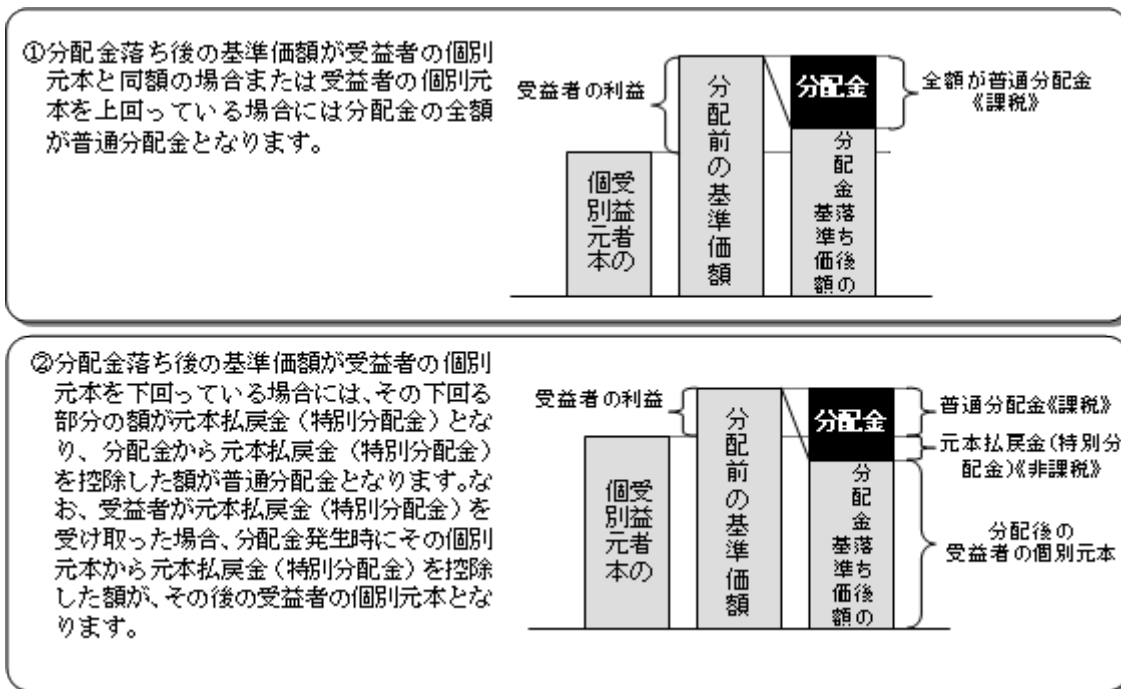 ①分配金落ち後の基準価額が受益者の個別
元本と同額の場合または受益者の個別元
本を上回っている場合には分配金の全額
が普通分配金となります。
受益者の利益
受益者の
個別元本
分配前の基準価額
分配金
分配金落ち後の
基準価額
全額が普通分配金
《課税》
②分配金落ち後の基準価額が受益者の個別
元本を下回っている場合には、その下回る
部分の額が元本払戻金（特別分配金）とな
り、分配金から元本払戻金（特別分配金）
を控除した額が普通分配金となります。な
お、受益者が元本払戻金（特別分配金）を
受け取った場合、分配金発生時にその個別
元本から元本払戻金（特別分配金）を控除
した額が、その後の受益者の個別元本とな
ります。
受益者の利益
受益者の
個別元本
分配前の基準価額
分配金
分配金落ち後の
基準価額
普通分配金《課税》
元本払戻金（特別分
配金）《非課税》
分配後の
受益者の個別元本